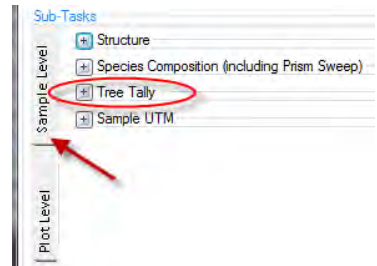 Sub-Tasks
Sample Level
Structure
Species Composition (including Prism Sweep)
Tree Tally
Sample UTM
Plot Level